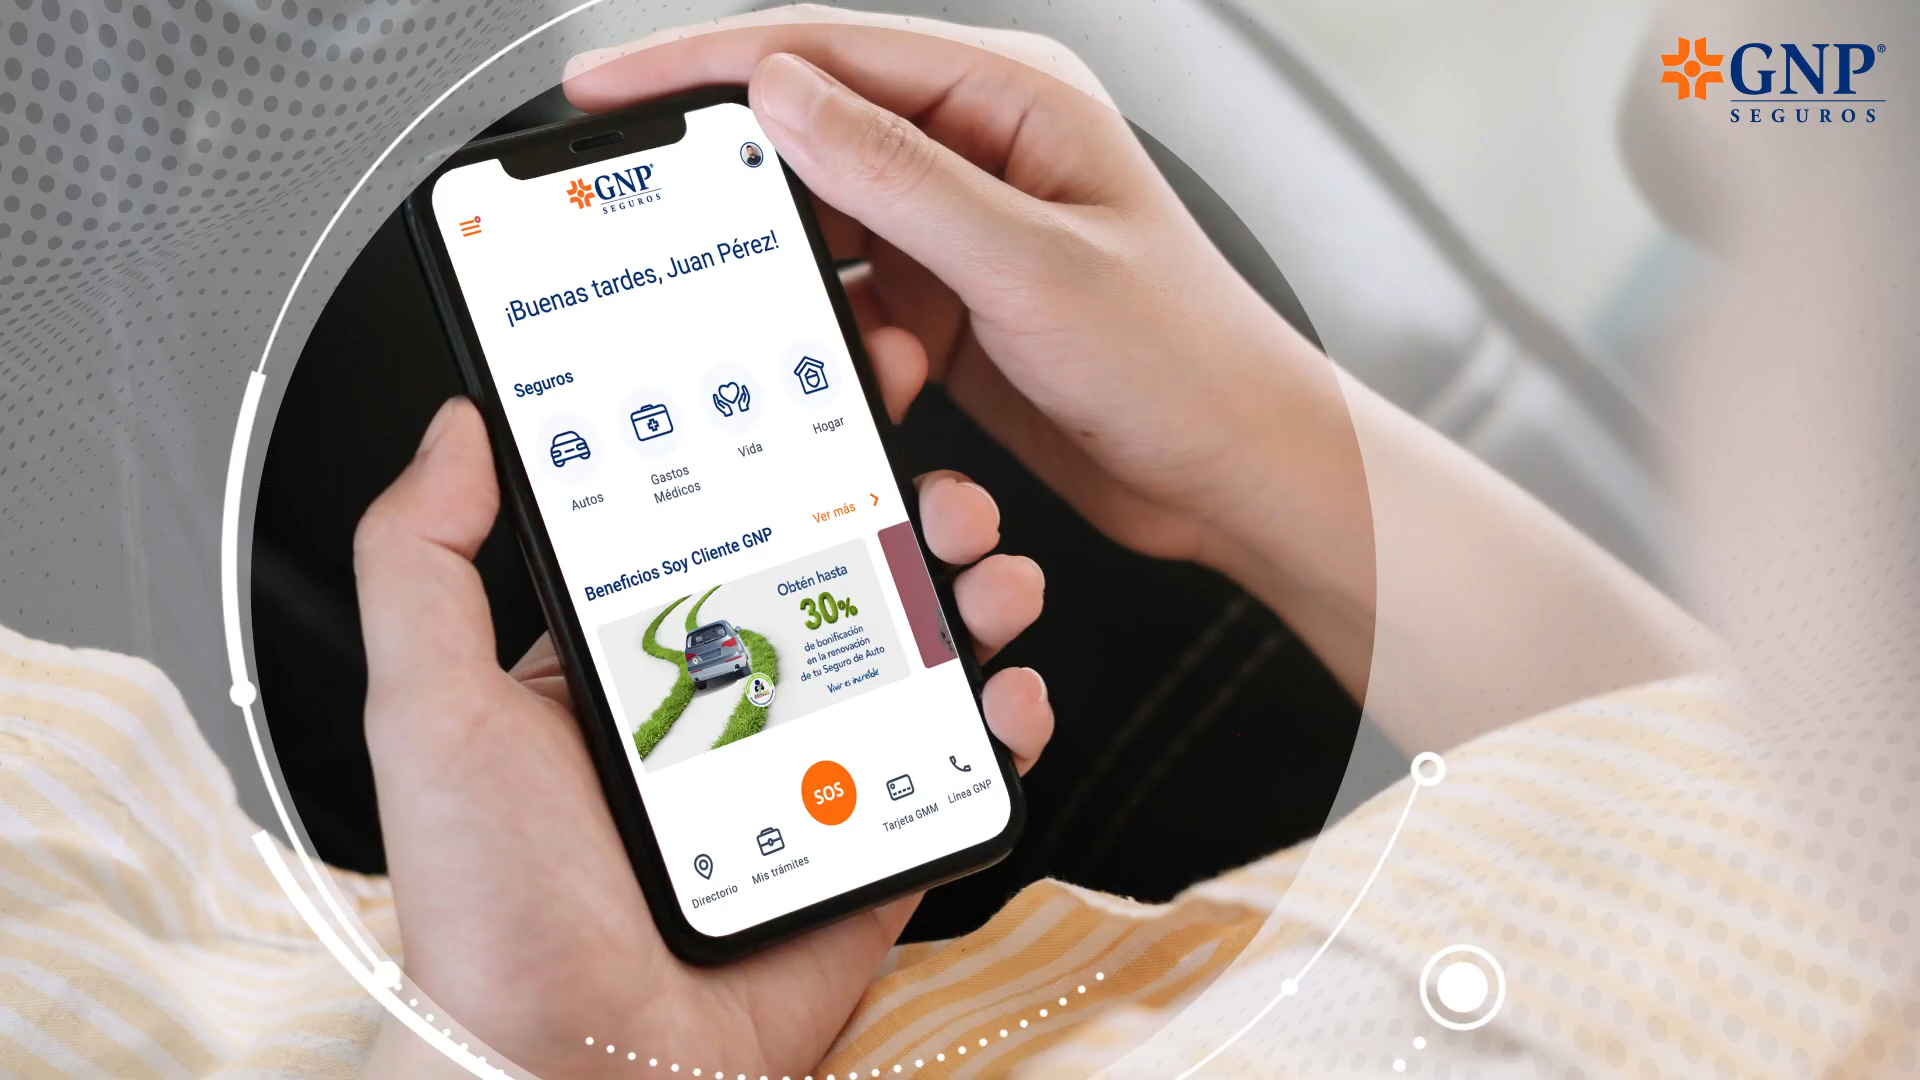 GNP®
SEGUROS
GNP®
SEGUROS
¡Buenas tardes, Juan Pérez!
Seguros
Autos
Gastos
Médicos
Vida
Hogar
Ver más
Beneficios Soy Cliente GNP
Obtén hasta
30%
de bonificación
en la renovación
de tu Seguro de Auto
Vivir es increíble
SOS
Directorio
Mis trámites
Tarjeta GMM
Línea GNP